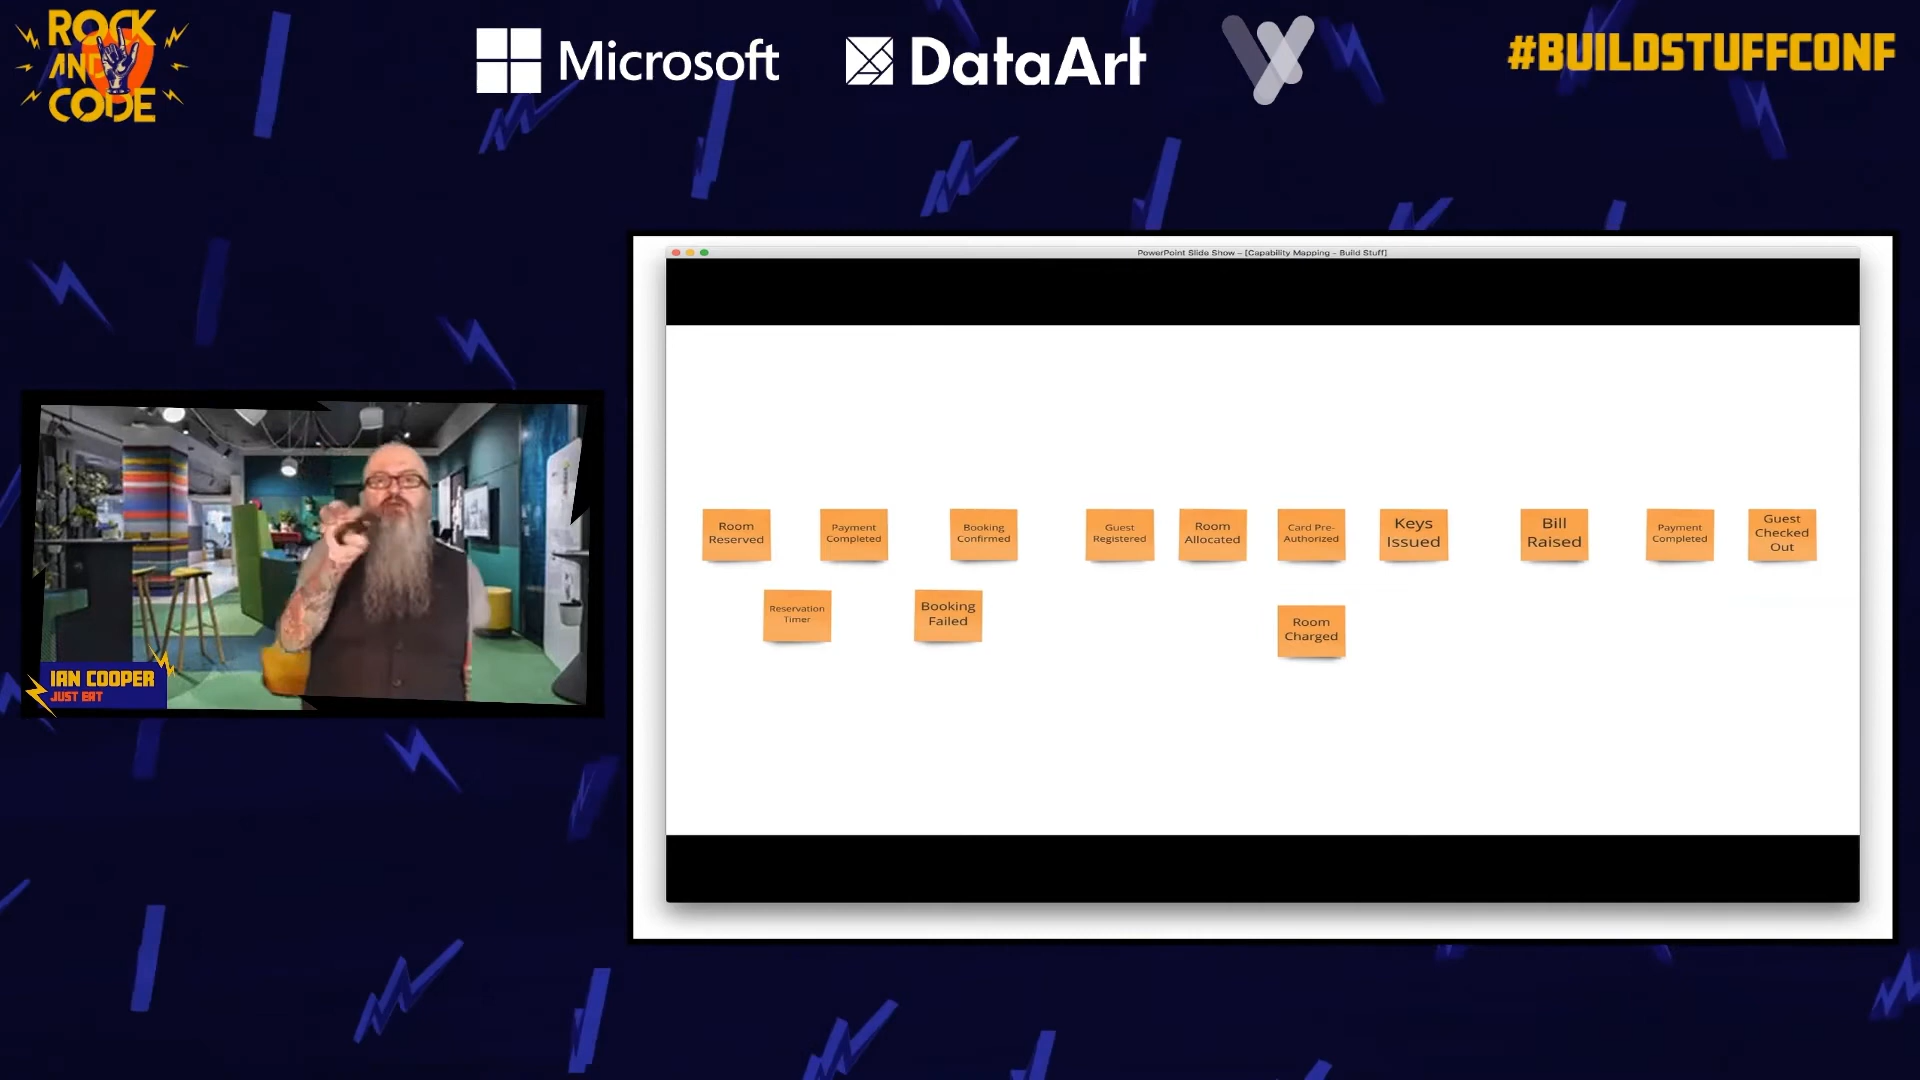 ROCK
AND
CODE
Microsoft
DataArt
#BUILDSTUFFCONF
PowerPoint Slide Show – [Capability Mapping – Build Stuff]
Room
Reserved
Payment
Completed
Booking
Confirmed
Guest
Registered
Room
Allocated
Card Pre-
Authorized
Keys
Issued
Bill
Raised
Payment
Completed
Guest
Checked
Out
Reservation
Timer
Booking
Failed
Room
Charged
IAN COOPER
JUST EAT